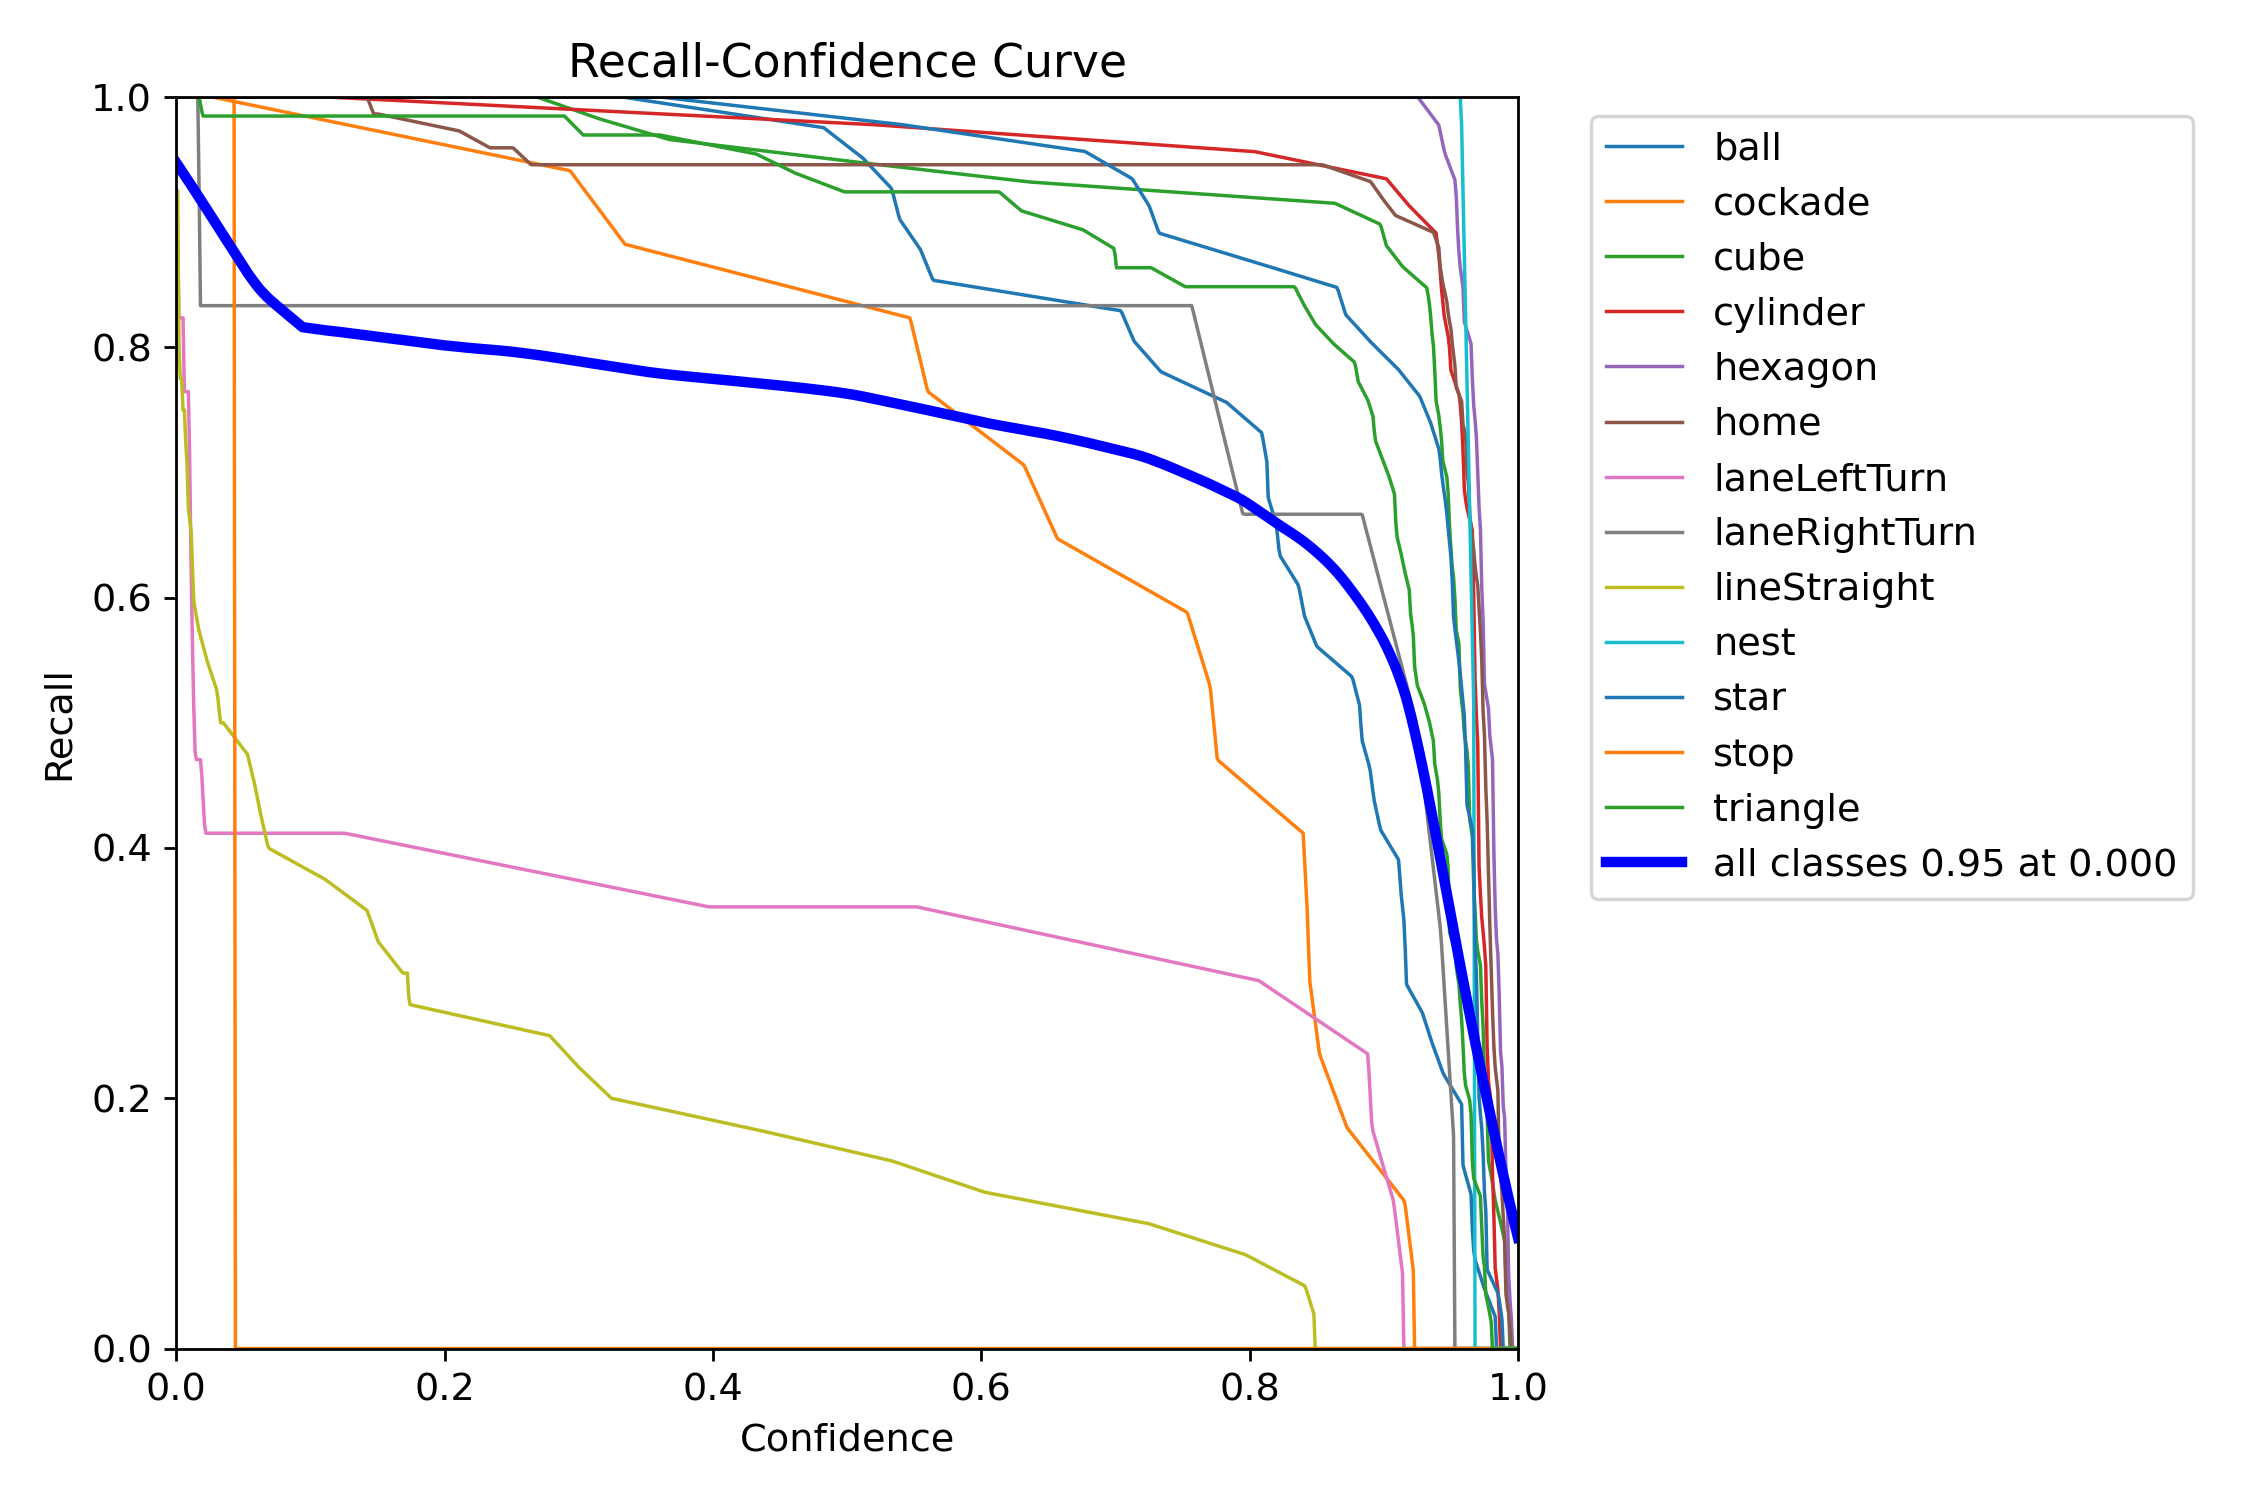 Recall-Confidence Curve
1.0
0.8
0.6
0.4
0.2
0.0
Recall
0.0 0.2 0.4 0.6 0.8 1.0
Confidence
ball
cockade
cube
cylinder
hexagon
home
laneLeftTurn
laneRightTurn
lineStraight
nest
star
stop
triangle
all classes 0.95 at 0.000